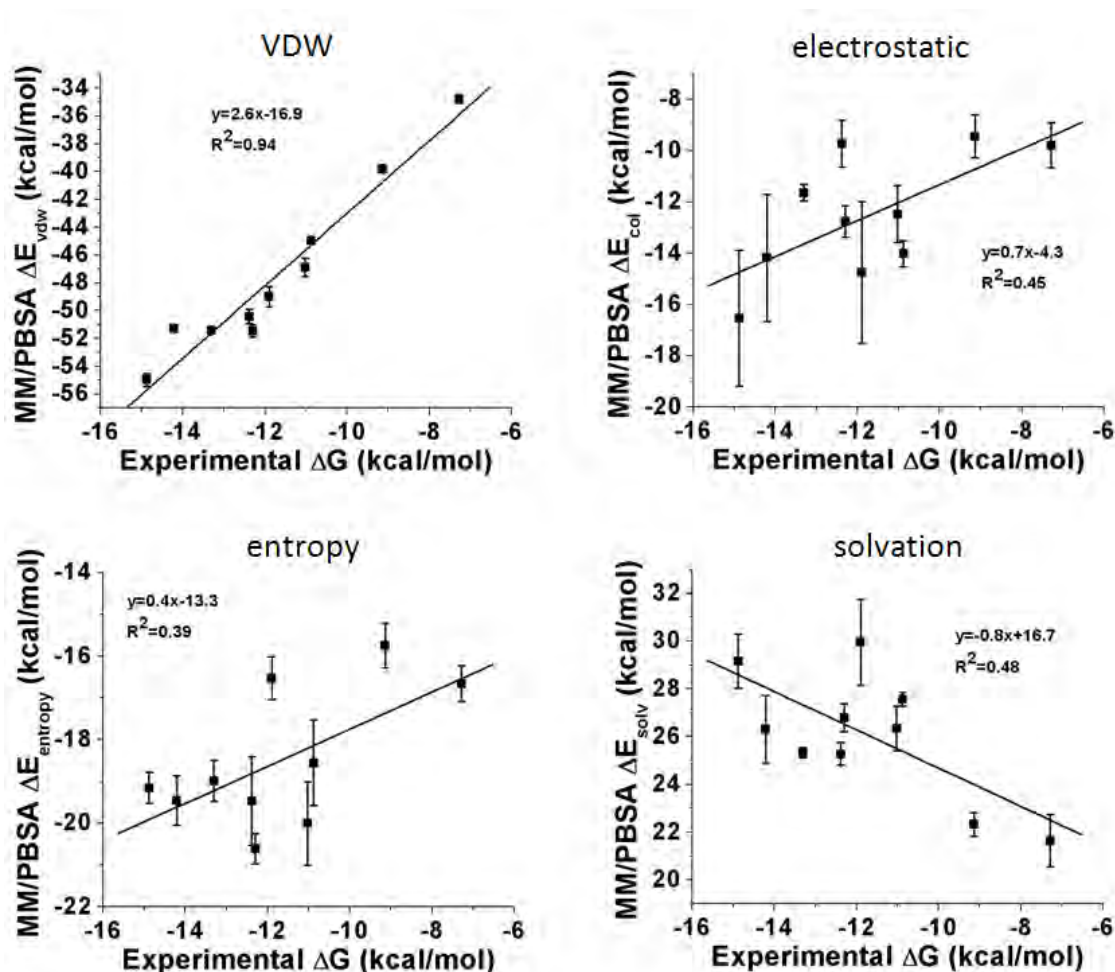 VDW
MM/PBSA ΔE_vdw (kcal/mol)
-34
-36
-38
-40
-42
-44
-46
-48
-50
-52
-54
-56
y=2.6x-16.9
R²=0.94
-16 -14 -12 -10 -8 -6
Experimental ΔG (kcal/mol)
electrostatic
MM/PBSA ΔE_col (kcal/mol)
-8
-10
-12
-14
-16
-18
-20
y=0.7x-4.3
R²=0.45
-16 -14 -12 -10 -8 -6
Experimental ΔG (kcal/mol)
entropy
MM/PBSA ΔE_entropy (kcal/mol)
-14
-16
-18
-20
-22
y=0.4x-13.3
R²=0.39
-16 -14 -12 -10 -8 -6
Experimental ΔG (kcal/mol)
solvation
MM/PBSA ΔE_solv (kcal/mol)
32
30
28
26
24
22
20
y=-0.8x+16.7
R²=0.48
-16 -14 -12 -10 -8 -6
Experimental ΔG (kcal/mol)